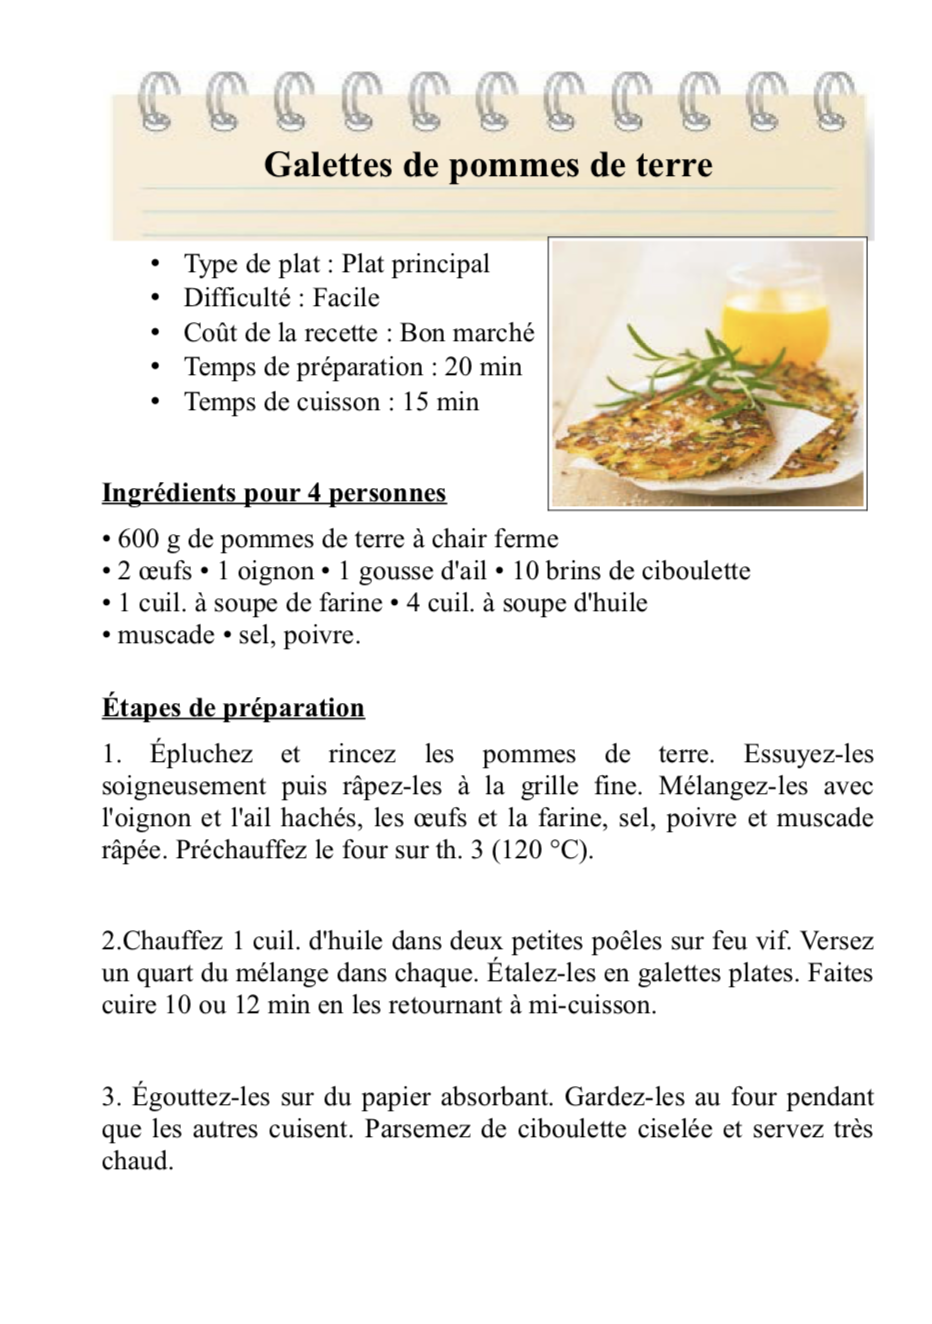 Galettes de pommes de terre
• Type de plat : Plat principal
• Difficulté : Facile
• Coût de la recette : Bon marché
• Temps de préparation : 20 min
• Temps de cuisson : 15 min
Ingrédients pour 4 personnes
• 600 g de pommes de terre à chair ferme
• 2 œufs • 1 oignon • 1 gousse d'ail • 10 brins de ciboulette
• 1 cuil. à soupe de farine • 4 cuil. à soupe d'huile
• muscade • sel, poivre.
Étapes de préparation
1. Épluchez et rincez les pommes de terre. Essuyez-les
soigneusement puis râpez-les à la grille fine. Mélangez-les avec
l'oignon et l'ail hachés, les œufs et la farine, sel, poivre et muscade
râpée. Préchauffez le four sur th. 3 (120 °C).
2.Chauffez 1 cuil. d'huile dans deux petites poêles sur feu vif. Versez
un quart du mélange dans chaque. Étalez-les en galettes plates. Faites
cuire 10 ou 12 min en les retournant à mi-cuisson.
3. Égouttez-les sur du papier absorbant. Gardez-les au four pendant
que les autres cuisent. Parsemez de ciboulette ciselée et servez très
chaud.